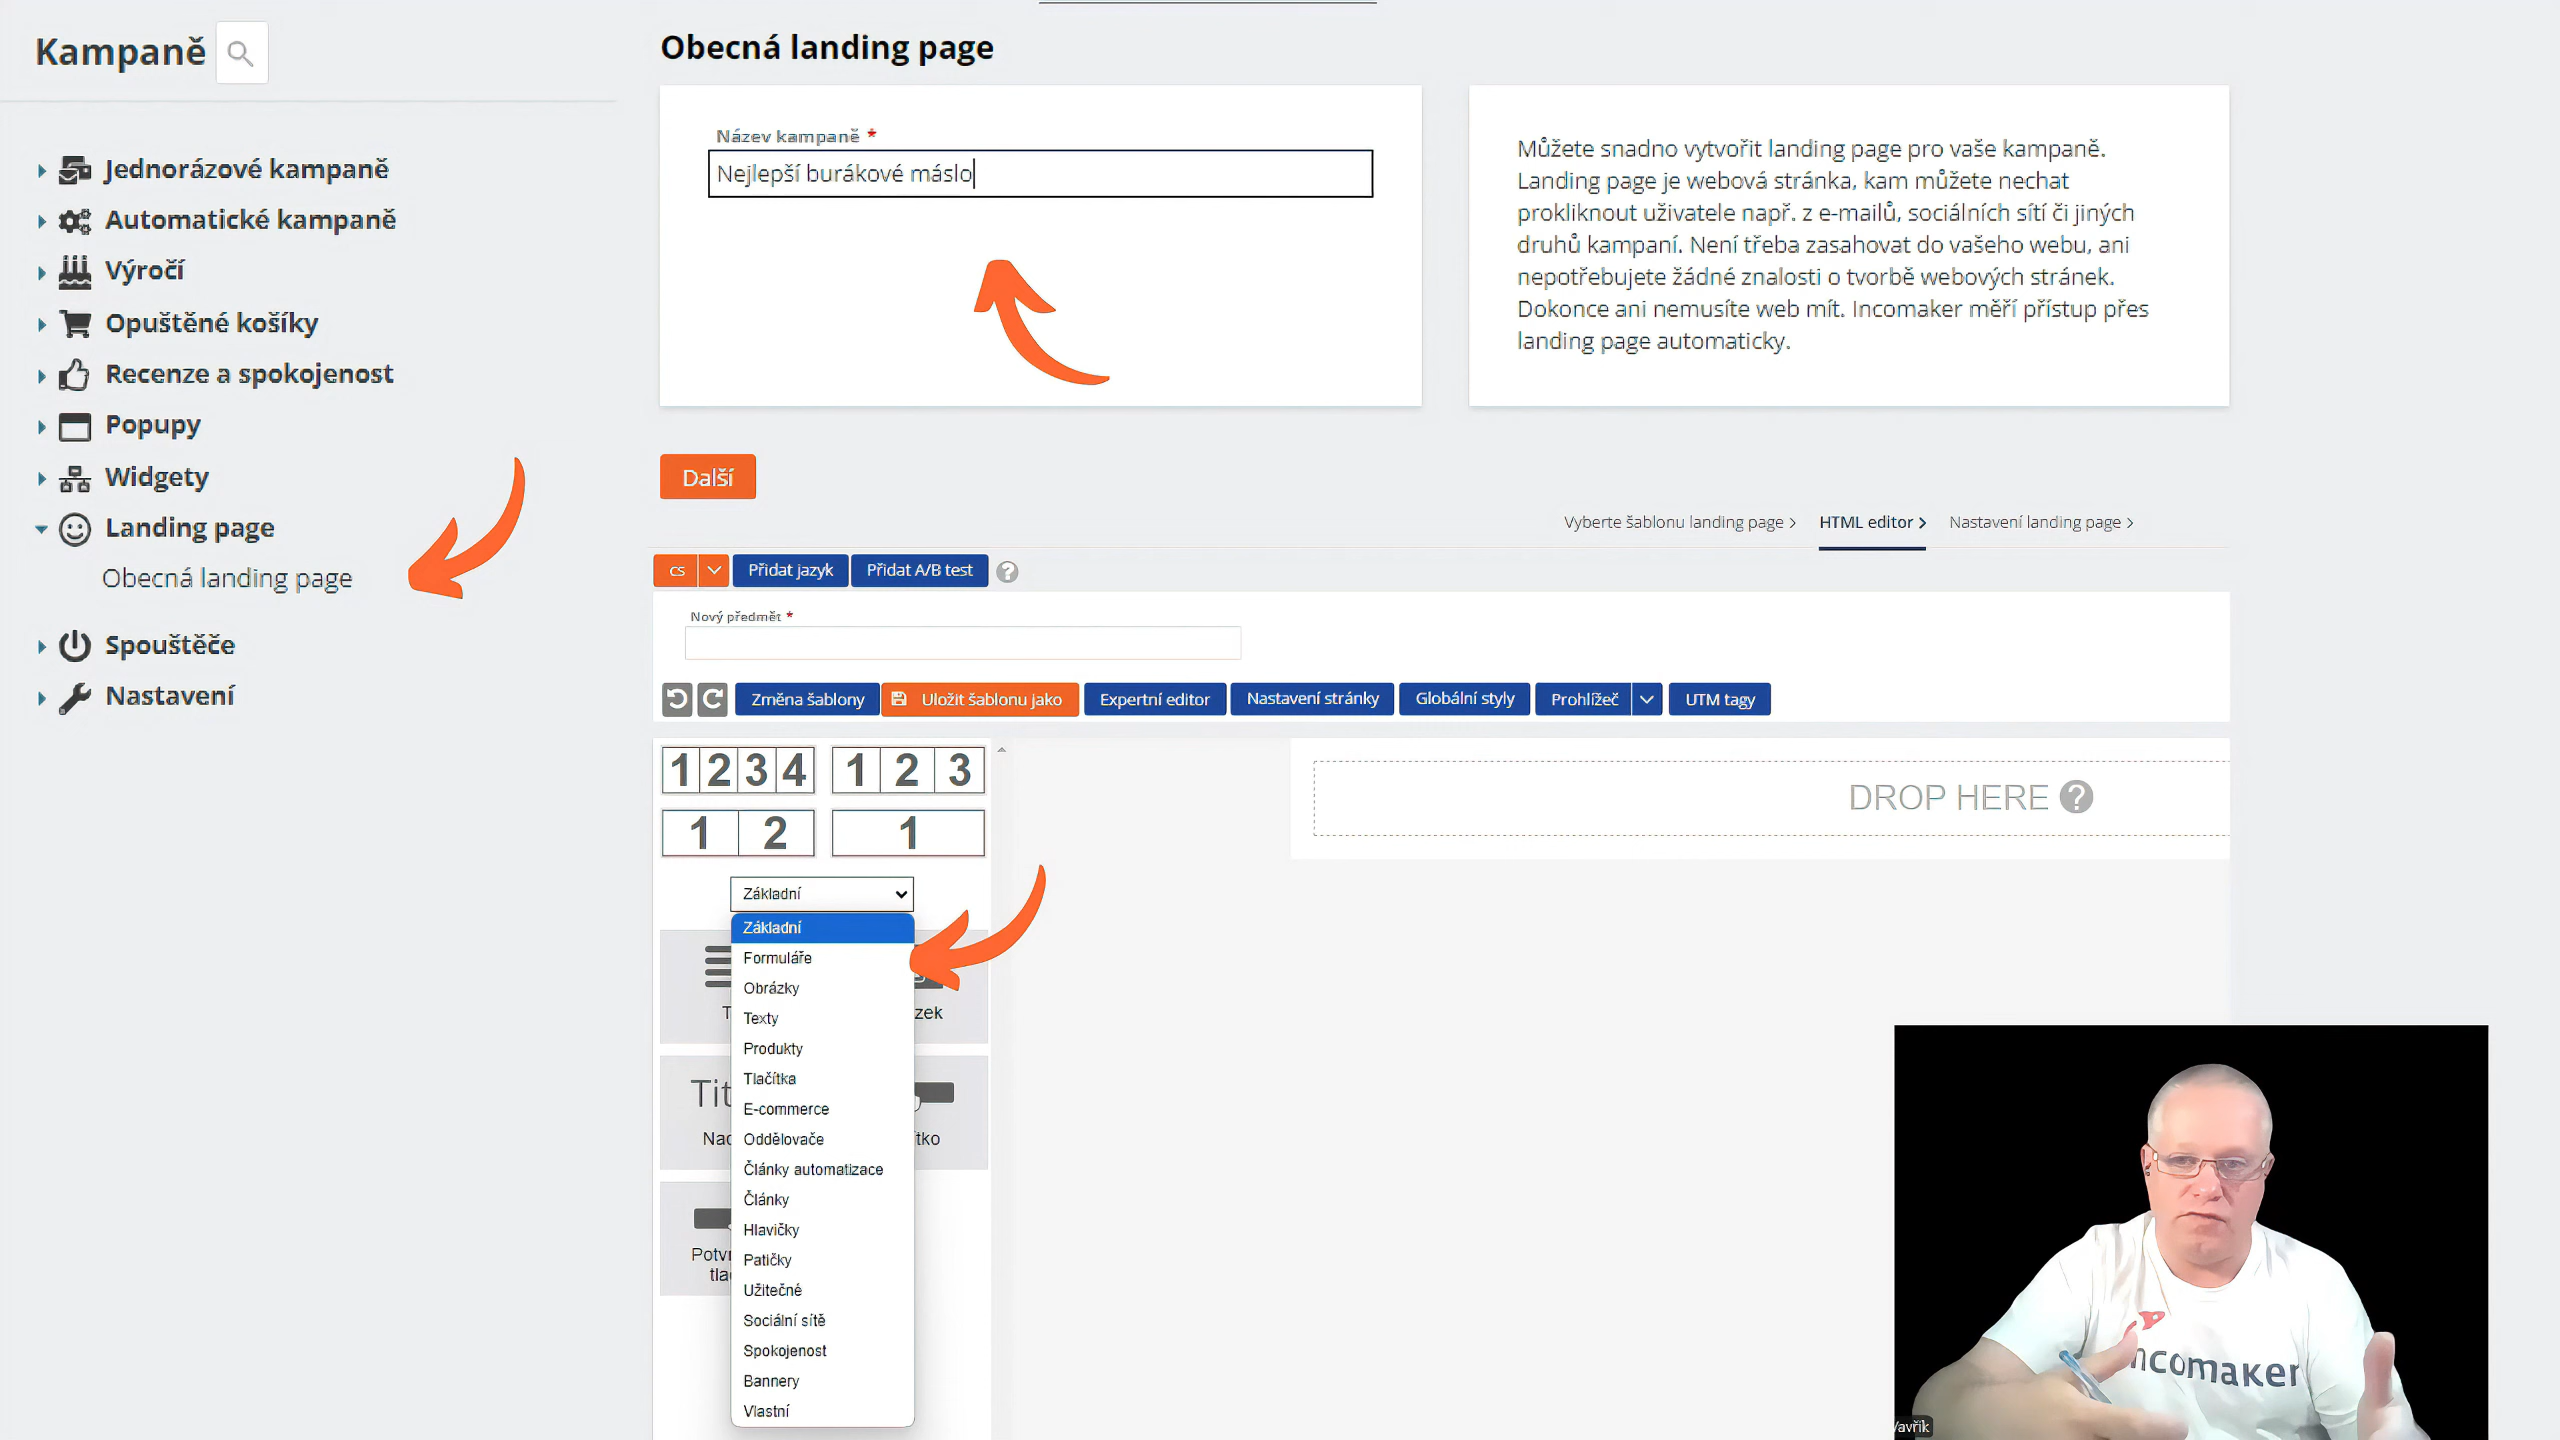 Kampaně
Jednorázové kampaně
Automatické kampaně
Výročí
Opuštěné košíky
Recenze a spokojenost
Popupy
Widgety
Landing page
Obecná landing page
Spouštěče
Nastavení
Obecná landing page
Název kampaně *
Nejlepší burákové máslo
Můžete snadno vytvořit landing page pro vaše kampaně.
Landing page je webová stránka, kam můžete nechat
prokliknout uživatele např. z e-mailů, sociálních sítí či jiných
druhů kampaní. Není třeba zasahovat do vašeho webu, ani
nepotřebujete žádné znalosti o tvorbě webových stránek.
Dokonce ani nemusíte web mít. Incomaker měří přístup přes
landing page automaticky.
Další
Vyberte šablonu landing page > HTML editor > Nastavení landing page >
cs Přidat jazyk Přidat A/B test ?
Nový předmět *
Změna šablony Uložit šablonu jako Expertní editor Nastavení stránky Globální styly Prohlížeč UTM tagy
1 2 3 4 1 2 3
1 2 1
DROP HERE ?
Základní
Základní
Formuláře
Obrázky
Texty
Produkty
Tlačítka
E-commerce
Oddělovače
Články automatizace
Články
Hlavičky
Patičky
Užitečné
Sociální sítě
Spokojenost
Bannery
Vlastní